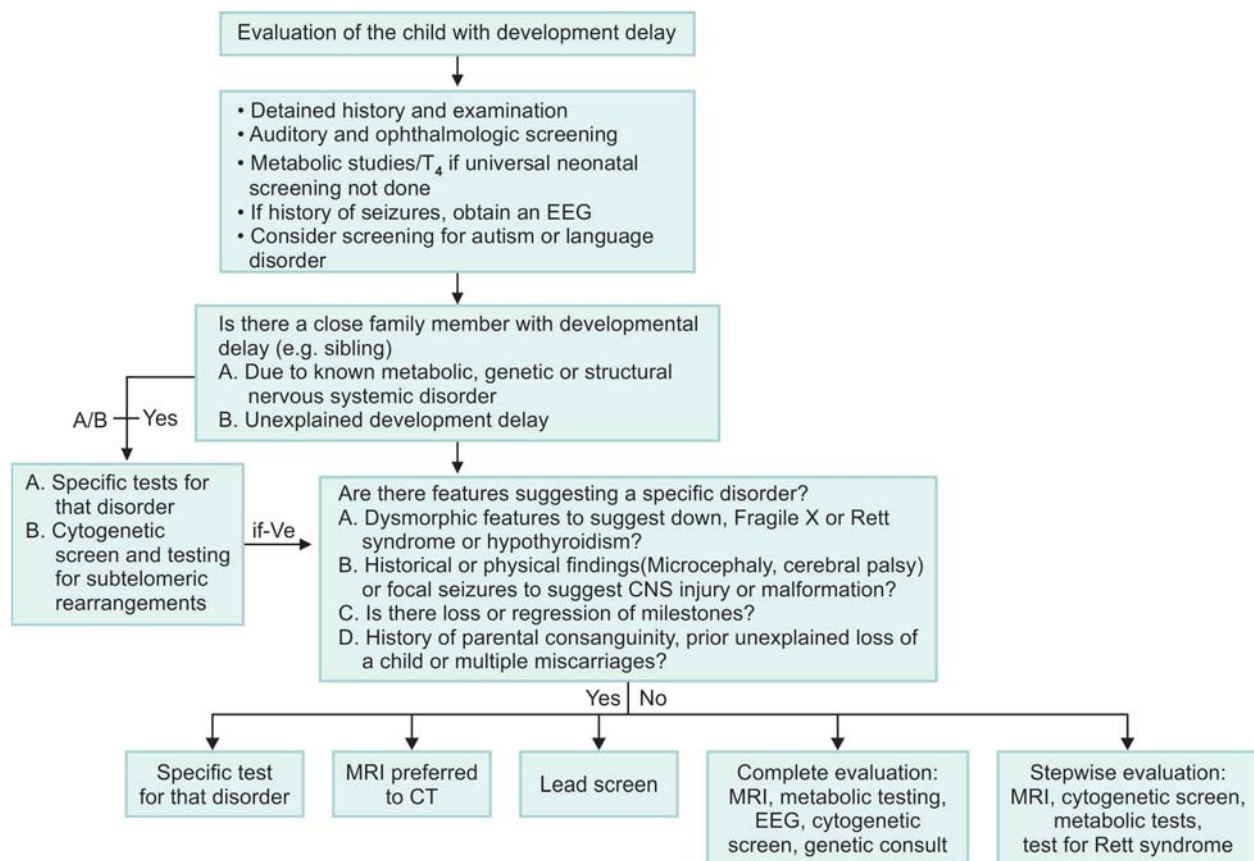 Evaluation of the child with development delay
• Detained history and examination
• Auditory and ophthalmologic screening
• Metabolic studies/T₄ if universal neonatal
screening not done
• If history of seizures, obtain an EEG
• Consider screening for autism or language
disorder
Is there a close family member with developmental
delay (e.g. sibling)
A. Due to known metabolic, genetic or structural
nervous systemic disorder
B. Unexplained development delay
A/B Yes
A. Specific tests for
that disorder
B. Cytogenetic
screen and testing
for subtelomeric
rearrangements
if-Ve
Are there features suggesting a specific disorder?
A. Dysmorphic features to suggest down, Fragile X or Rett
syndrome or hypothyroidism?
B. Historical or physical findings(Microcephaly, cerebral palsy)
or focal seizures to suggest CNS injury or malformation?
C. Is there loss or regression of milestones?
D. History of parental consanguinity, prior unexplained loss of
a child or multiple miscarriages?
Yes No
Specific test
for that disorder
MRI preferred
to CT
Lead screen
Complete evaluation:
MRI, metabolic testing,
EEG, cytogenetic
screen, genetic consult
Stepwise evaluation:
MRI, cytogenetic screen,
metabolic tests,
test for Rett syndrome